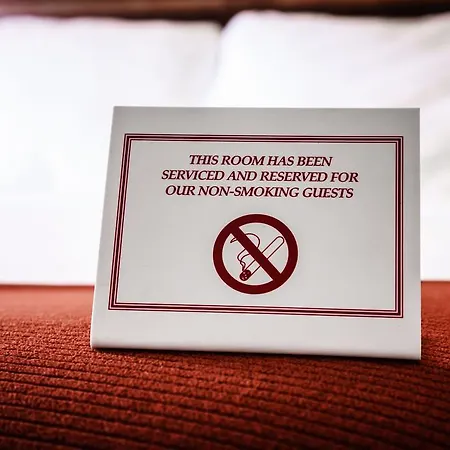 THIS ROOM HAS BEEN
SERVICED AND RESERVED FOR
OUR NON-SMOKING GUESTS